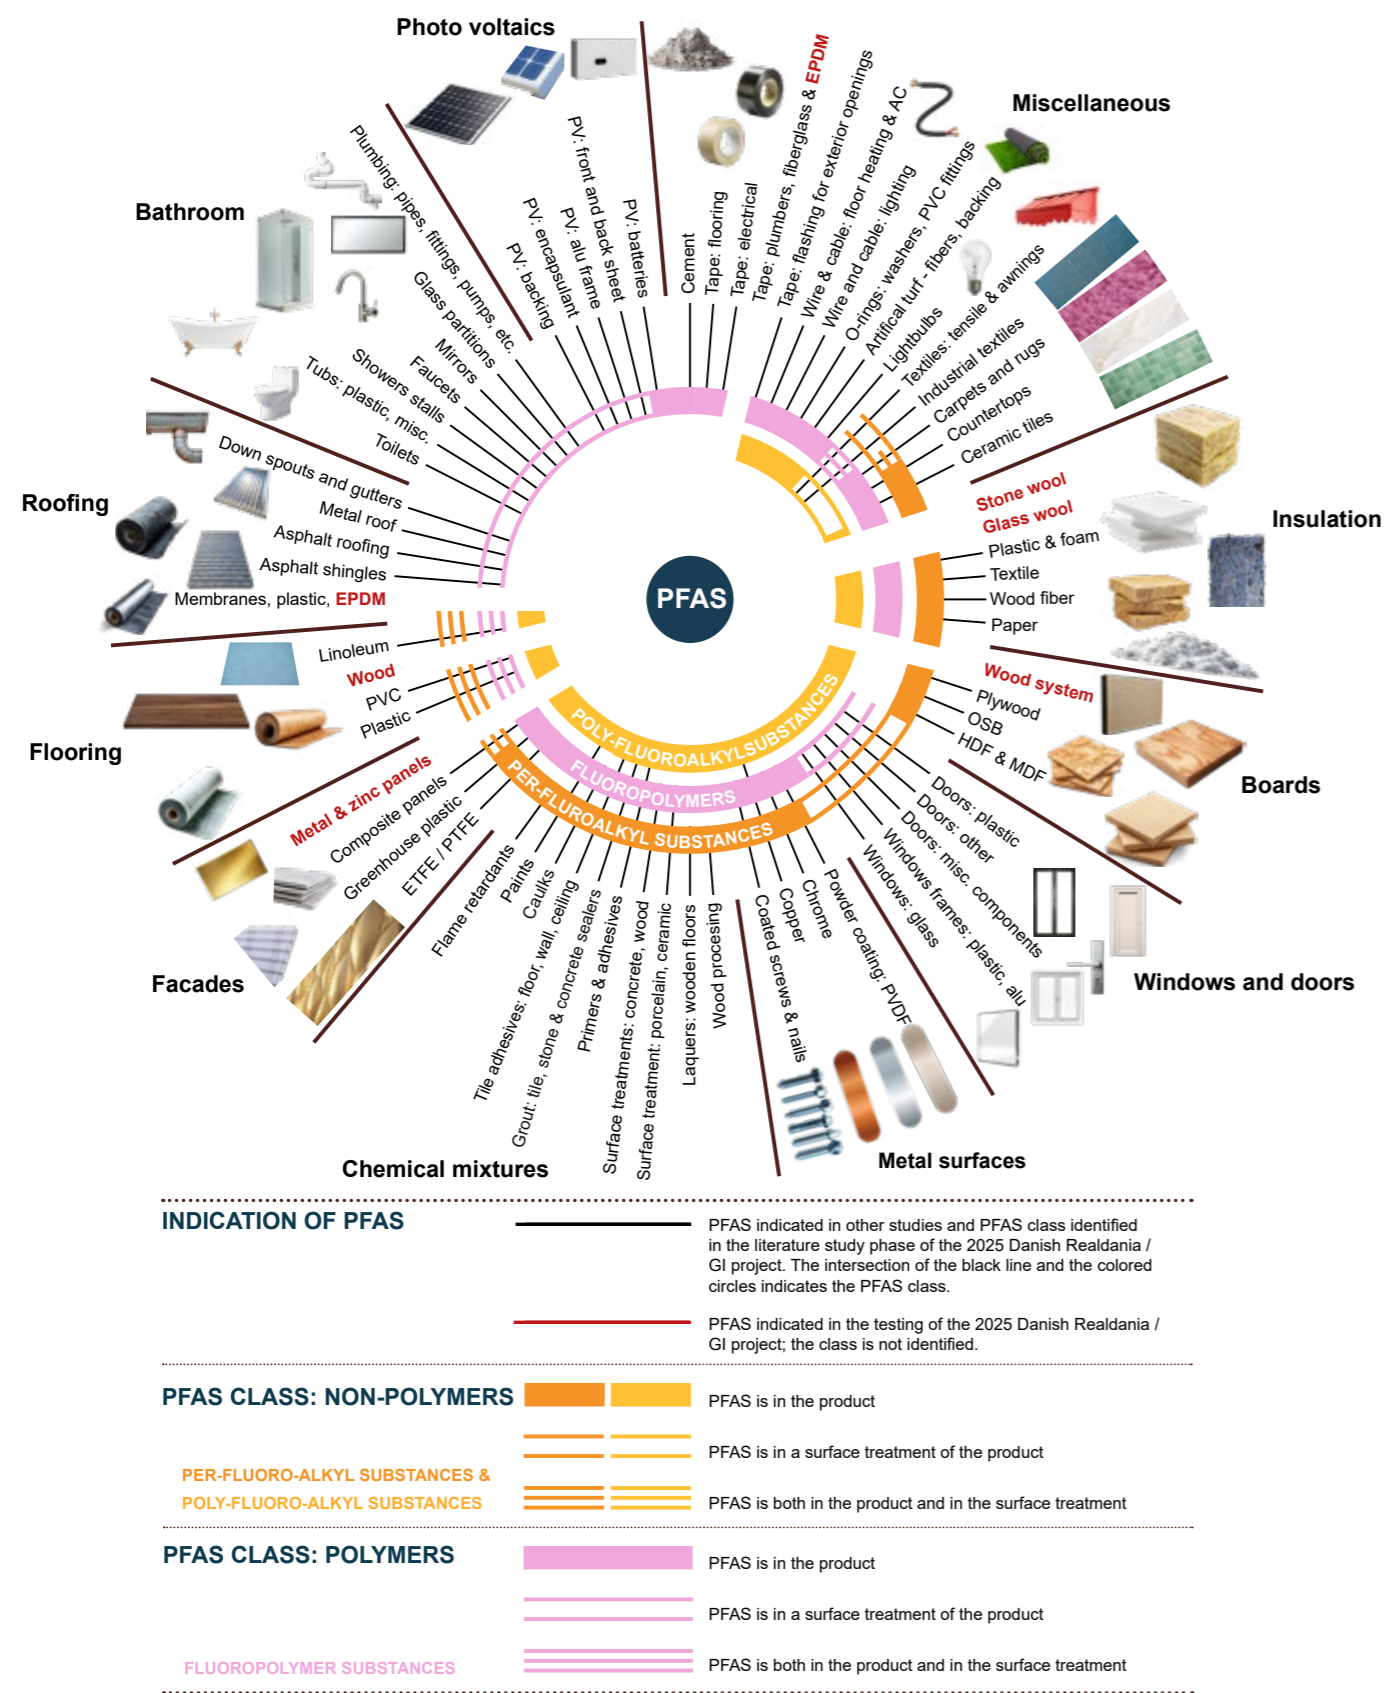 Photo voltaics
PV: backing
PV: encapsulant
PV: alu frame
PV: front and back sheet
PV: batteries
Miscellaneous
Cement
Tape: flooring
Tape: electrical
Tape: plumbers, fiberglass & EPDM
Tape: flashing for exterior openings
Wire & cable: floor heating & AC
Wire and cable: lighting
O-rings: washers, PVC fittings
Artifical turf - fibers, backing
Lightbulbs
Textiles: tensile & awnings
Industrial textiles
Carpets and rugs
Countertops
Ceramic tiles
Insulation
Stone wool
Glass wool
Plastic & foam
Textile
Wood fiber
Paper
Boards
Wood system
Plywood
OSB
HDF & MDF
Windows and doors
Doors: plastic
Doors: other
Doors: misc. components
Windows frames: plastic, alu
Windows: glass
Metal surfaces
Powder coating: PVDF
Chrome
Copper
Coated screws & nails
Chemical mixtures
Wood procesing
Laquers: wooden floors
Surface treatment: porcelain, ceramic
Surface treatments: concrete, wood
Primers & adhesives
Grout: tile, stone & concrete sealers
Tile adhesives: floor, wall, ceiling
Caulks
Paints
Flame retardants
Facades
ETFE / PTFE
Greenhouse plastic
Composite panels
Metal & zinc panels
Flooring
Plastic
PVC
Wood
Linoleum
Roofing
Membranes, plastic, EPDM
Asphalt shingles
Asphalt roofing
Metal roof
Down spouts and gutters
Bathroom
Toilets
Tubs: plastic, misc.
Showers stalls
Faucets
Mirrors
Glass partitions
Plumbing: pipes, fittings, pumps, etc.
PFAS
POLY-FLUOROALKYLSUBSTANCES
FLUOROPOLYMERS
PER-FLUROALKYL SUBSTANCES
INDICATION OF PFAS
PFAS indicated in other studies and PFAS class identified
in the literature study phase of the 2025 Danish Realdania /
GI project. The intersection of the black line and the colored
circles indicates the PFAS class.
PFAS indicated in the testing of the 2025 Danish Realdania /
GI project; the class is not identified.
PFAS CLASS: NON-POLYMERS
PFAS is in the product
PFAS is in a surface treatment of the product
PER-FLUORO-ALKYL SUBSTANCES &
POLY-FLUORO-ALKYL SUBSTANCES
PFAS is both in the product and in the surface treatment
PFAS CLASS: POLYMERS
PFAS is in the product
PFAS is in a surface treatment of the product
FLUOROPOLYMER SUBSTANCES
PFAS is both in the product and in the surface treatment